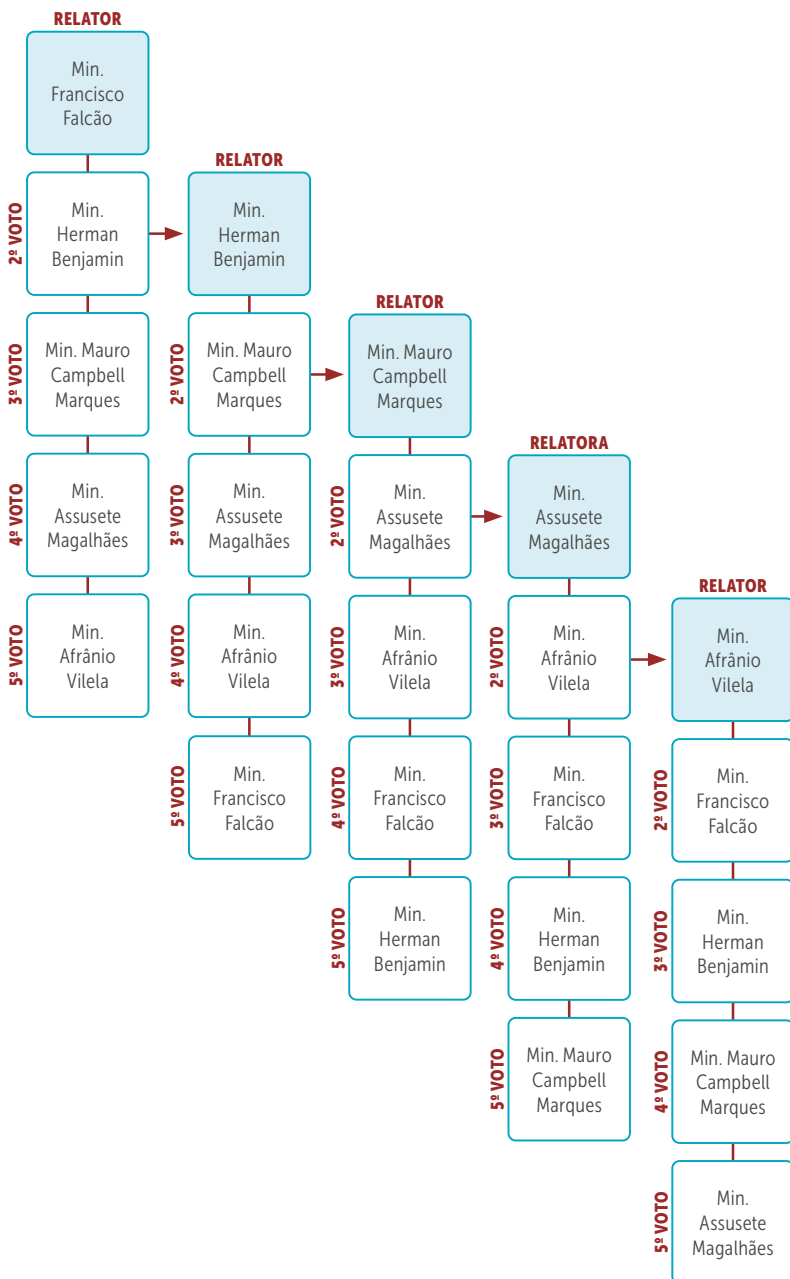 RELATOR
Min.
Francisco
Falcão
2º VOTO
Min.
Herman
Benjamin
3º VOTO
Min. Mauro
Campbell
Marques
4º VOTO
Min.
Assusete
Magalhães
5º VOTO
Min.
Afrânio
Vilela
RELATOR
Min.
Herman
Benjamin
2º VOTO
Min. Mauro
Campbell
Marques
3º VOTO
Min.
Assusete
Magalhães
4º VOTO
Min.
Afrânio
Vilela
5º VOTO
Min.
Francisco
Falcão
RELATOR
Min. Mauro
Campbell
Marques
2º VOTO
Min.
Assusete
Magalhães
3º VOTO
Min.
Afrânio
Vilela
4º VOTO
Min.
Francisco
Falcão
5º VOTO
Min.
Herman
Benjamin
RELATORA
Min.
Assusete
Magalhães
2º VOTO
Min.
Afrânio
Vilela
3º VOTO
Min.
Francisco
Falcão
4º VOTO
Min.
Herman
Benjamin
5º VOTO
Min. Mauro
Campbell
Marques
RELATOR
Min.
Afrânio
Vilela
2º VOTO
Min.
Francisco
Falcão
3º VOTO
Min.
Herman
Benjamin
4º VOTO
Min. Mauro
Campbell
Marques
5º VOTO
Min.
Assusete
Magalhães